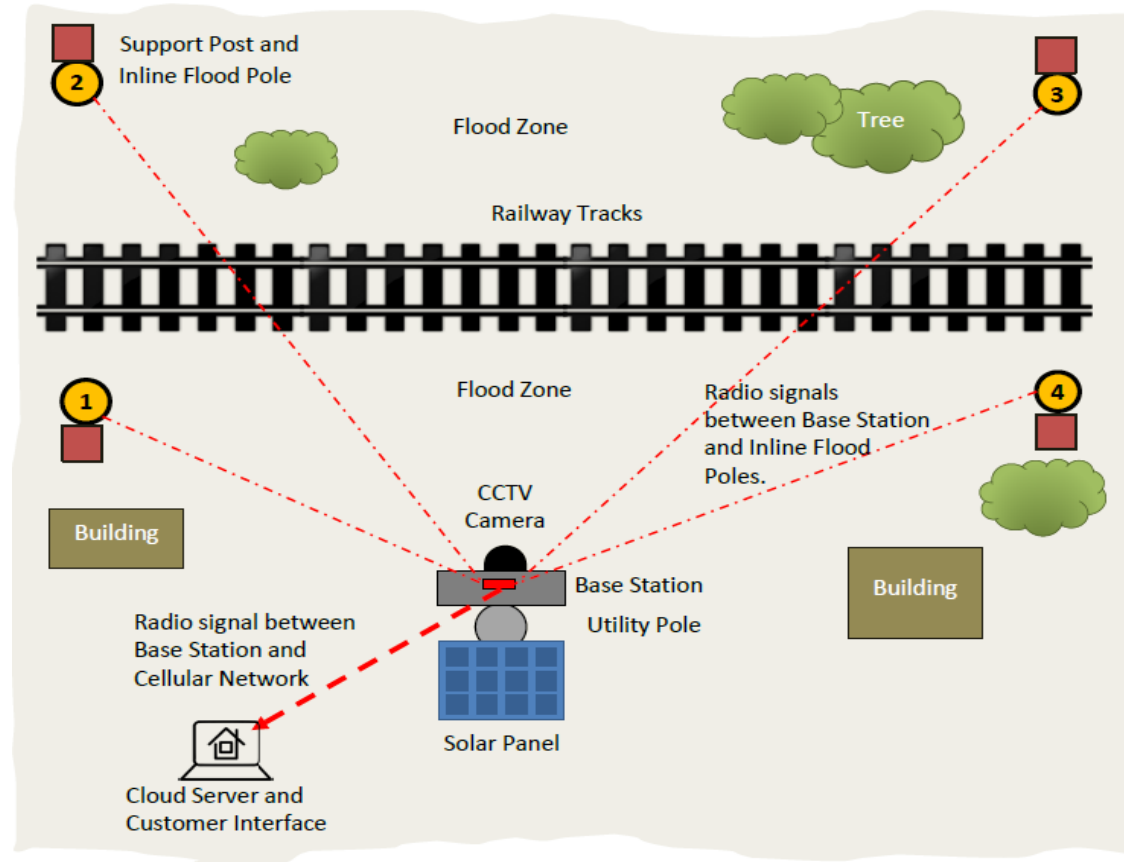 Support Post and
Inline Flood Pole
2
3
Flood Zone
Tree
Railway Tracks
1
Flood Zone
4
Radio signals
between Base Station
and Inline Flood
Poles.
CCTV
Camera
Building
Base Station
Building
Utility Pole
Radio signal between
Base Station and
Cellular Network
Solar Panel
Cloud Server and
Customer Interface